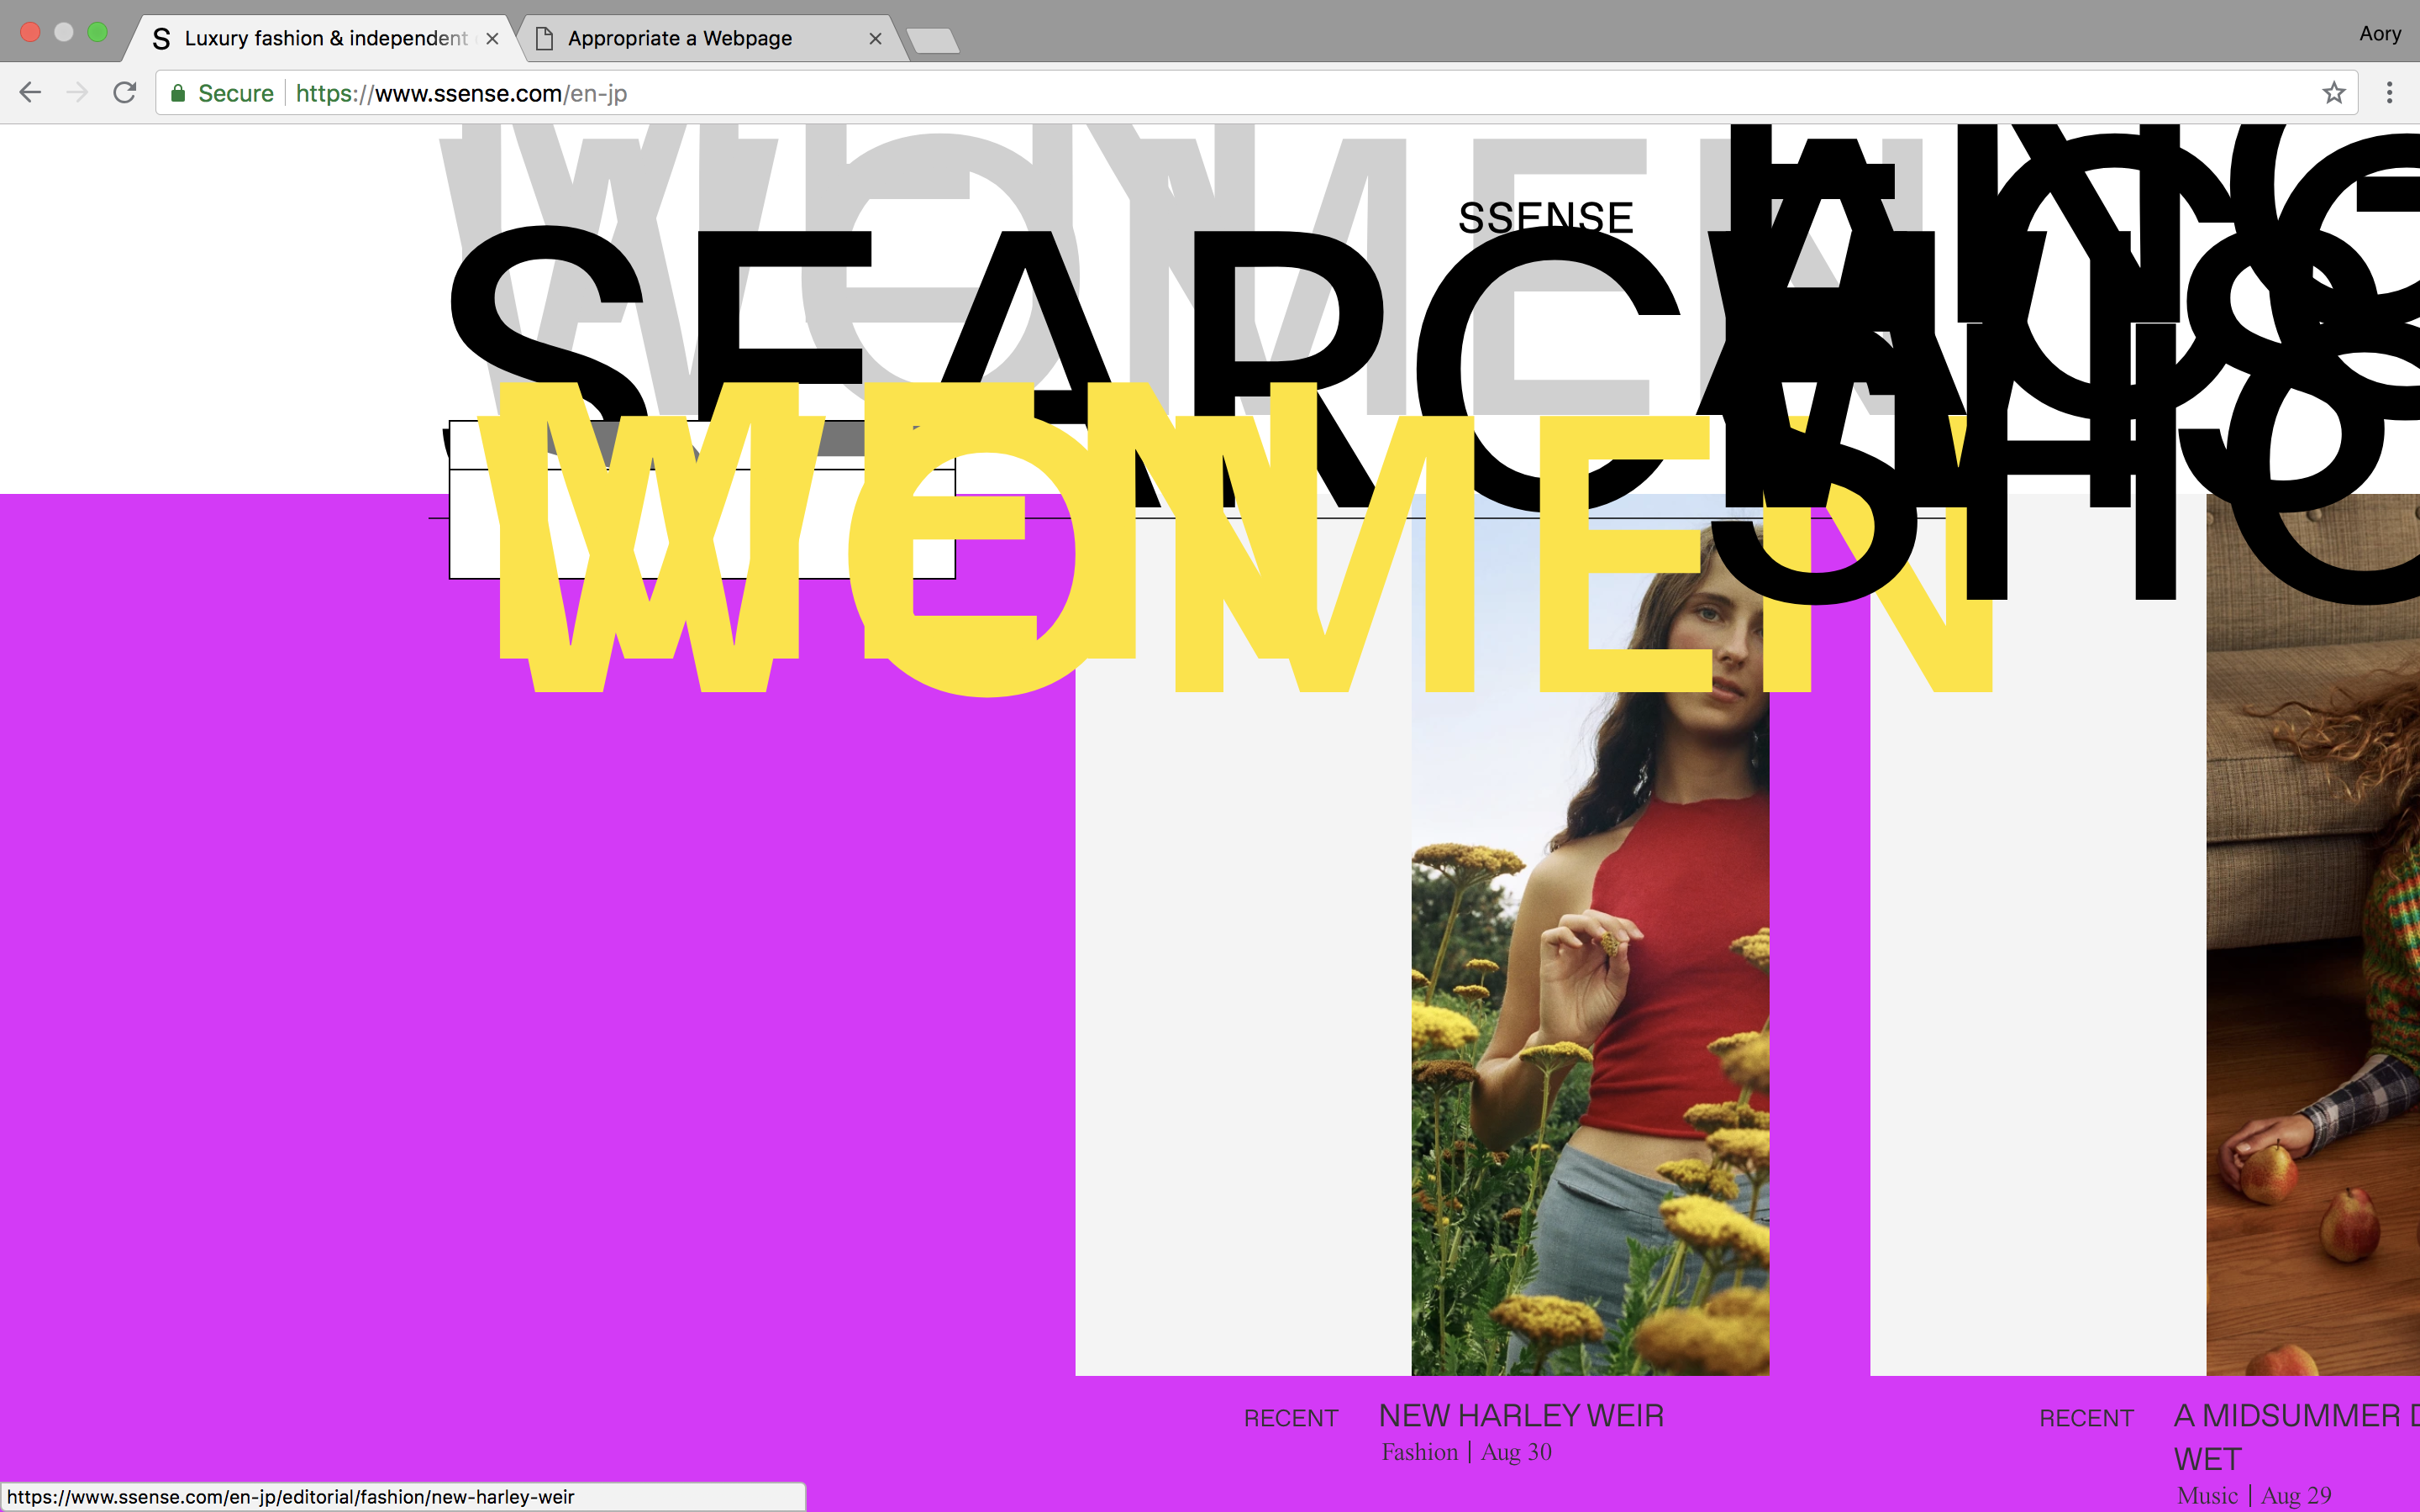 Luxury fashion & independent
Appropriate a Webpage
Aory
Secure
https://www.ssense.com/en-jp
WOMEN
MEN
SSENSE
SEARCH
MEN
WOMEN
RECENT
NEW HARLEY WEIR
Fashion | Aug 30
RECENT
A MIDSUMMER
WET
Music | Aug 29
https://www.ssense.com/en-jp/editorial/fashion/new-harley-weir